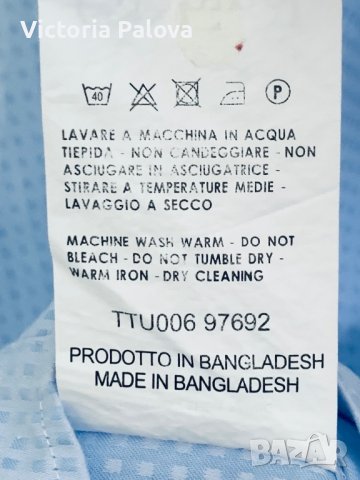 Victoria Palova
40
P
LAVARE A MACCHINA IN ACQUA
TIEPIDA - NON CANDEGGIARE - NON
ASCIUGARE IN ASCIUGATRICE -
STIRARE A TEMPERATURE MEDIE -
LAVAGGIO A SECCO
MACHINE WASH WARM - DO NOT
BLEACH - DO NOT TUMBLE DRY -
WARM IRON - DRY CLEANING
TTU006 97692
PRODOTTO IN BANGLADESH
MADE IN BANGLADESH
BAZAR